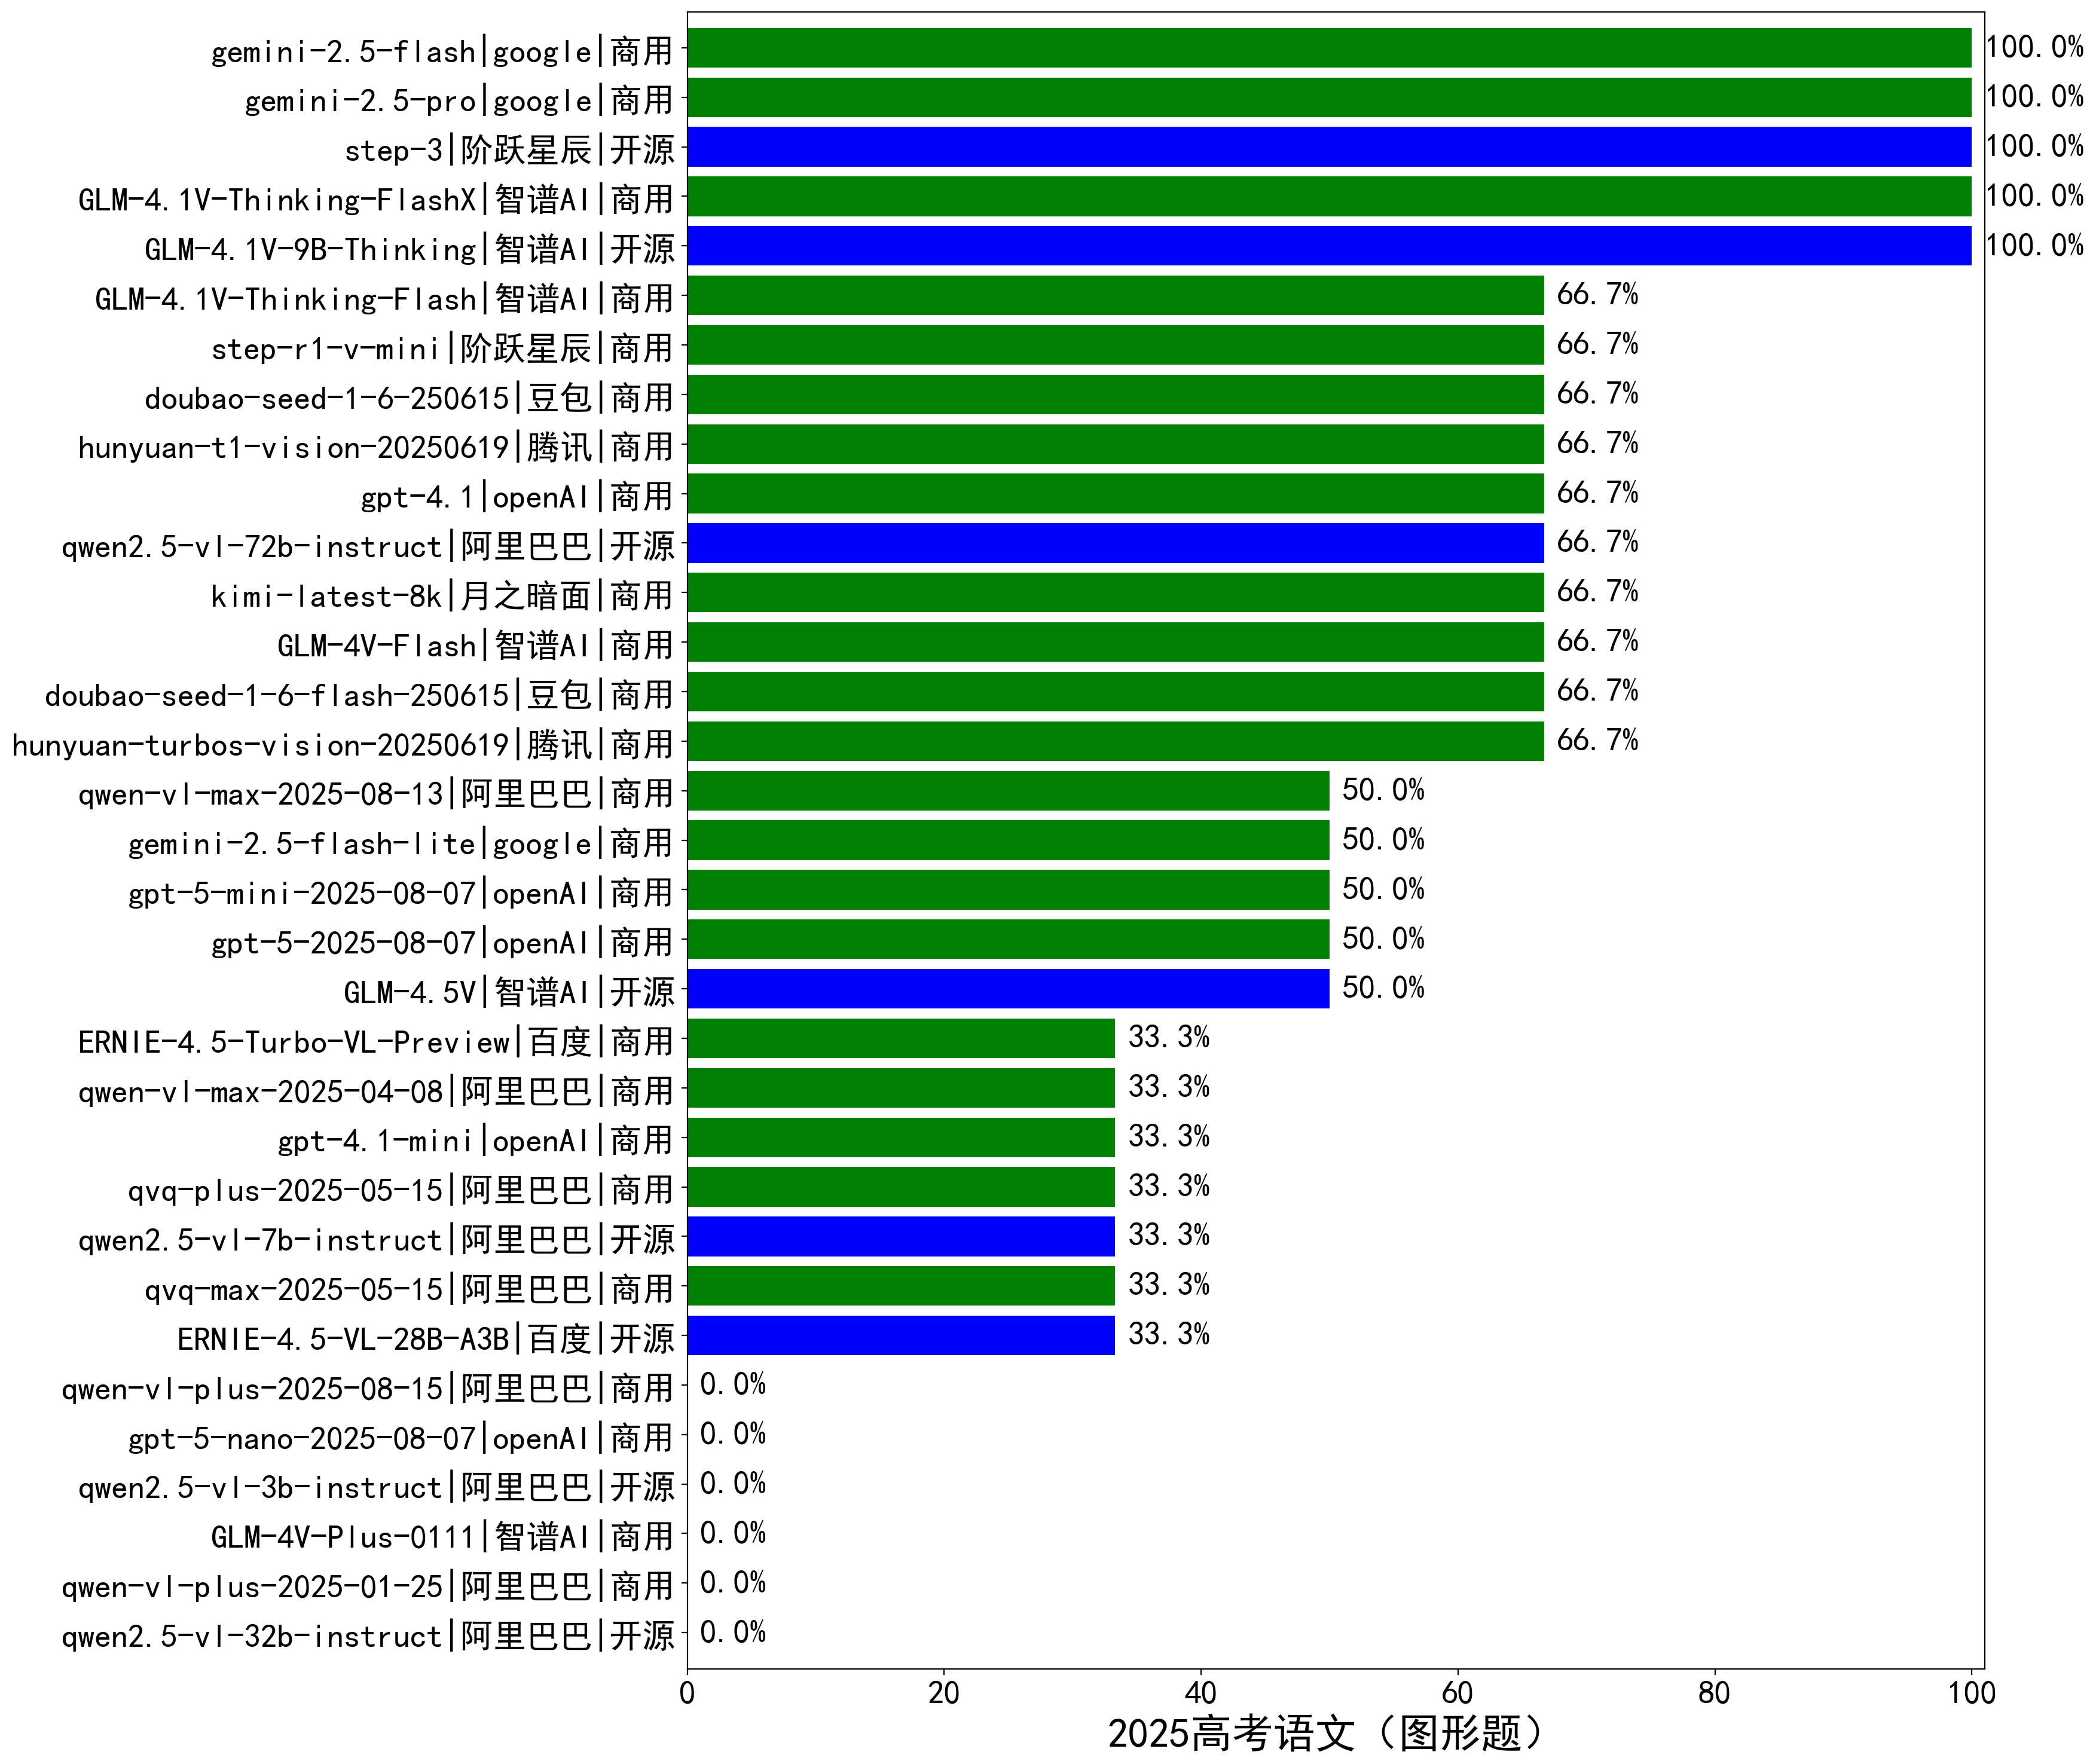 gemini-2.5-flash|google|商用 100.0%
gemini-2.5-pro|google|商用 100.0%
step-3|阶跃星辰|开源 100.0%
GLM-4.1V-Thinking-FlashX|智谱AI|商用 100.0%
GLM-4.1V-9B-Thinking|智谱AI|开源 100.0%
GLM-4.1V-Thinking-Flash|智谱AI|商用 66.7%
step-r1-v-mini|阶跃星辰|商用 66.7%
doubao-seed-1-6-250615|豆包|商用 66.7%
hunyuan-t1-vision-20250619|腾讯|商用 66.7%
gpt-4.1|openAI|商用 66.7%
qwen2.5-vl-72b-instruct|阿里巴巴|开源 66.7%
kimi-latest-8k|月之暗面|商用 66.7%
GLM-4V-Flash|智谱AI|商用 66.7%
doubao-seed-1-6-flash-250615|豆包|商用 66.7%
hunyuan-turbos-vision-20250619|腾讯|商用 66.7%
qwen-vl-max-2025-08-13|阿里巴巴|商用 50.0%
gemini-2.5-flash-lite|google|商用 50.0%
gpt-5-mini-2025-08-07|openAI|商用 50.0%
gpt-5-2025-08-07|openAI|商用 50.0%
GLM-4.5V|智谱AI|开源 50.0%
ERNIE-4.5-Turbo-VL-Preview|百度|商用 33.3%
qwen-vl-max-2025-04-08|阿里巴巴|商用 33.3%
gpt-4.1-mini|openAI|商用 33.3%
qvq-plus-2025-05-15|阿里巴巴|商用 33.3%
qwen2.5-vl-7b-instruct|阿里巴巴|开源 33.3%
qvq-max-2025-05-15|阿里巴巴|商用 33.3%
ERNIE-4.5-VL-28B-A3B|百度|开源 33.3%
qwen-vl-plus-2025-08-15|阿里巴巴|商用 0.0%
gpt-5-nano-2025-08-07|openAI|商用 0.0%
qwen2.5-vl-3b-instruct|阿里巴巴|开源 0.0%
GLM-4V-Plus-0111|智谱AI|商用 0.0%
qwen-vl-plus-2025-01-25|阿里巴巴|商用 0.0%
qwen2.5-vl-32b-instruct|阿里巴巴|开源 0.0%
0 20 40 60 80 100
2025高考语文（图形题）